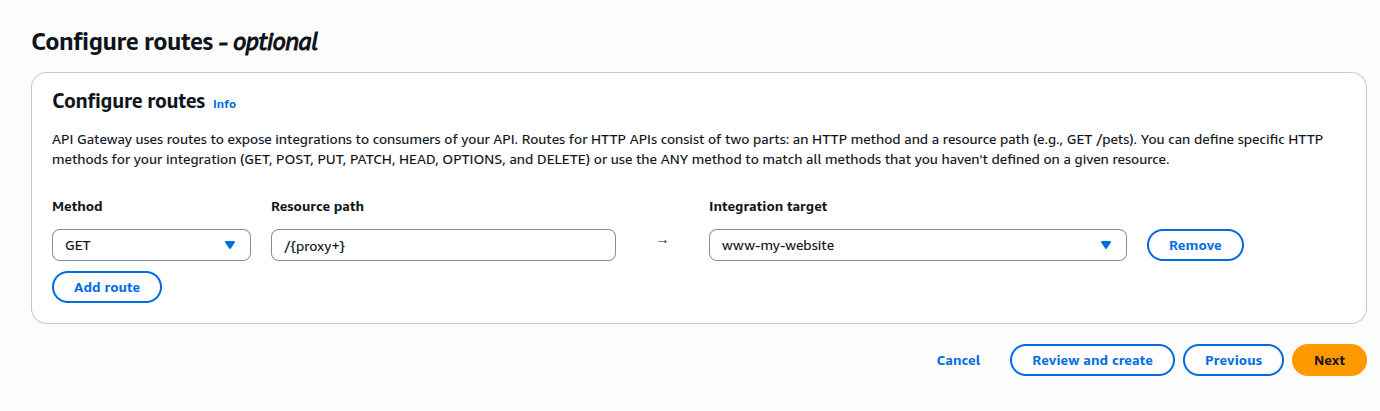 Configure routes – optional
Configure routes Info
API Gateway uses routes to expose integrations to consumers of your API. Routes for HTTP APIs consist of two parts: an HTTP method and a resource path (e.g., GET /pets). You can define specific HTTP
methods for your integration (GET, POST, PUT, PATCH, HEAD, OPTIONS, and DELETE) or use the ANY method to match all methods that you haven't defined on a given resource.
Method Resource path Integration target
GET /{proxy+} → www-my-website Remove
Add route
Cancel Review and create Previous Next